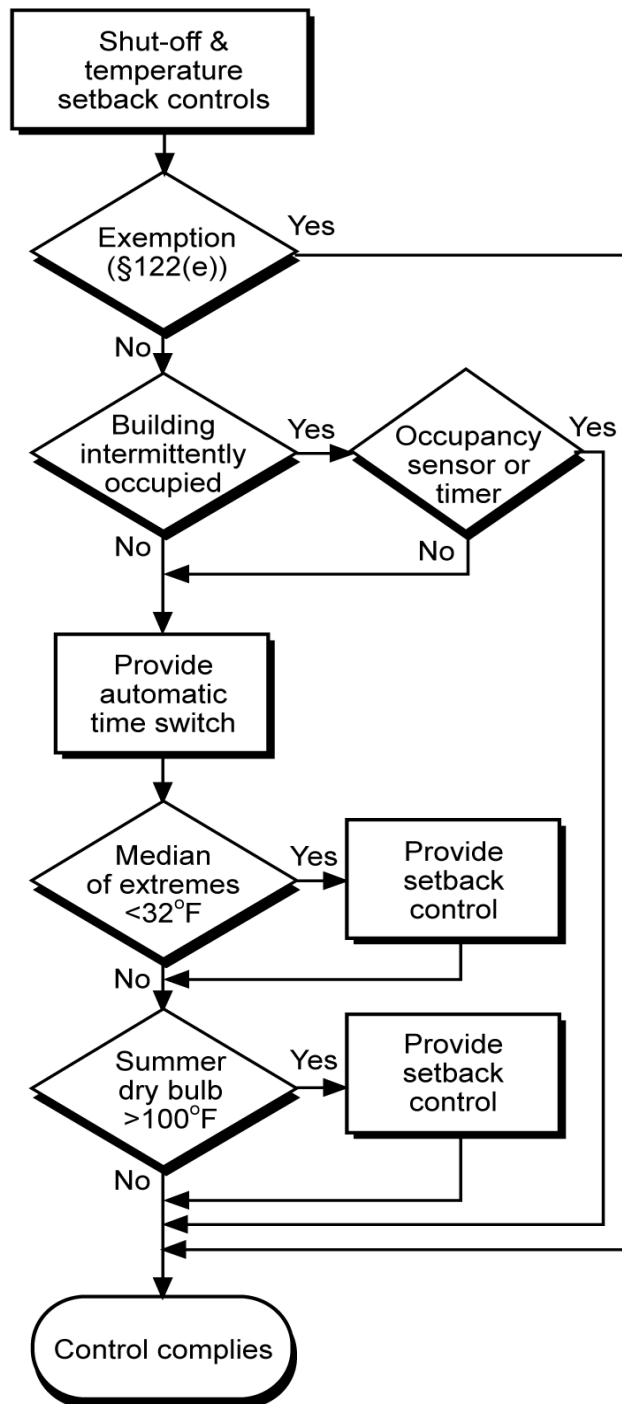 Shut-off &
temperature
setback controls
Yes
Exemption
(§122(e))
No
Building
intermittently
occupied
Yes
Occupancy
sensor or
timer
Yes
No
No
Provide
automatic
time switch
Median
of extremes
<32°F
Yes
Provide
setback
control
No
Summer
dry bulb
>100°F
Yes
Provide
setback
control
No
Control complies